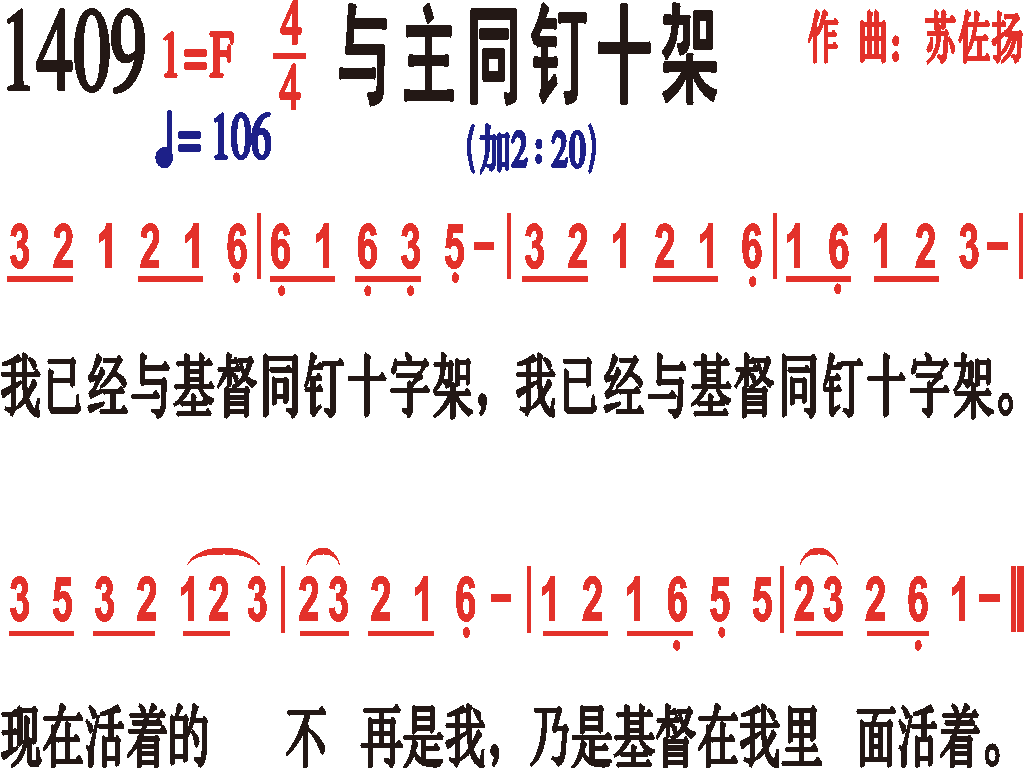 1409 1=F 4/4 与主同钉十架 作 曲：苏佐扬
♩= 106 （加2：20）
3 2 1 2 1 6̣ | 6̣ 1 6̣ 3̣ 5̣ - | 3 2 1 2 1 6̣ | 1 6̣ 1 2 3 - |
我已经与基督同钉十字架，我已经与基督同钉十字架。
3 5 3 2 1 2 3 | 2 3 2 1 6̣ - | 1 2 1 6̣ 5̣ 5 | 2 3 2 6̣ 1 - ‖
现在活着的 不 再是我，乃是基督在我里 面活着。